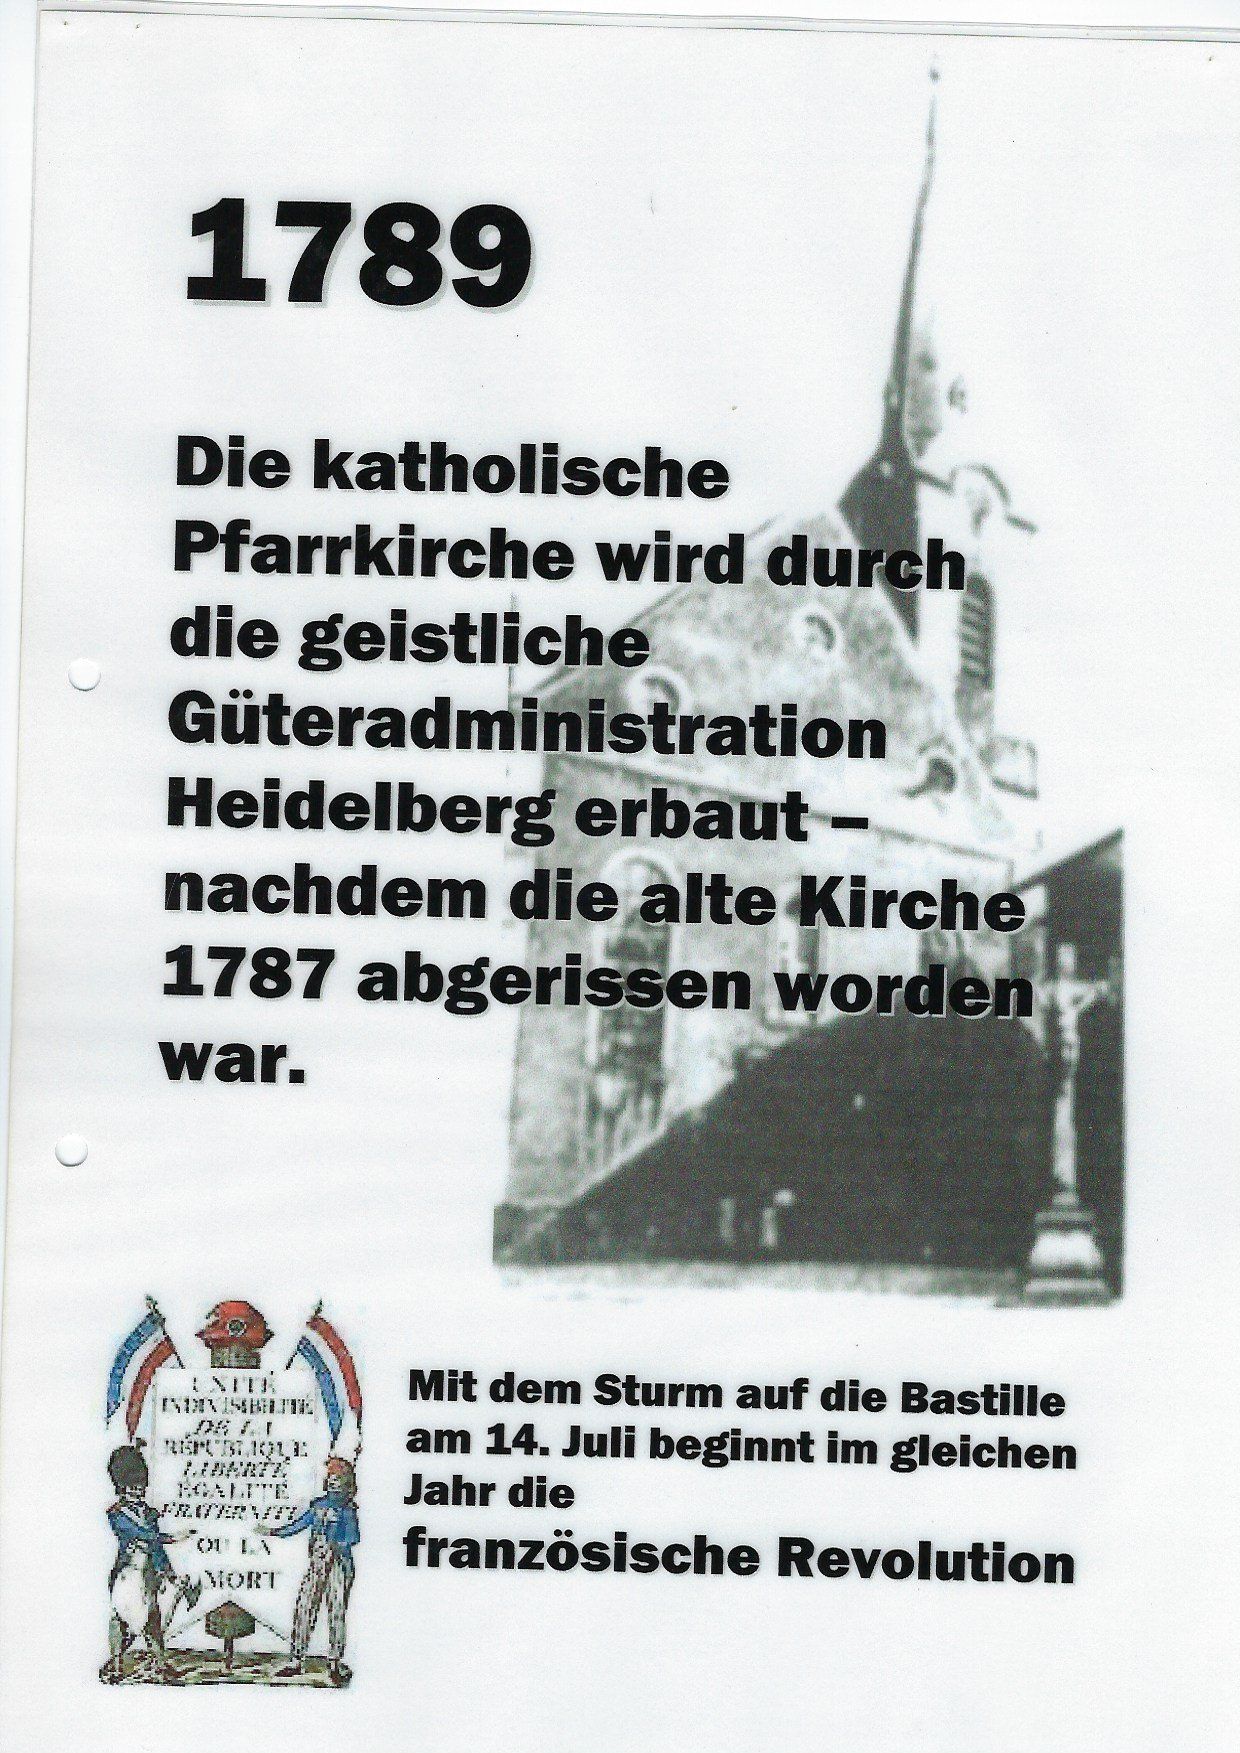 1789
Die katholische
Pfarrkirche wird durch
die geistliche
Güteradministration
Heidelberg erbaut –
nachdem die alte Kirche
1787 abgerissen worden
war.
UNITÉ
INDIVISIBILITÉ
DE LA
RÉPUBLIQUE
LIBERTÉ
EGALITÉ
FRATERNITÉ
OU LA
MORT
Mit dem Sturm auf die Bastille
am 14. Juli beginnt im gleichen
Jahr die
französische Revolution